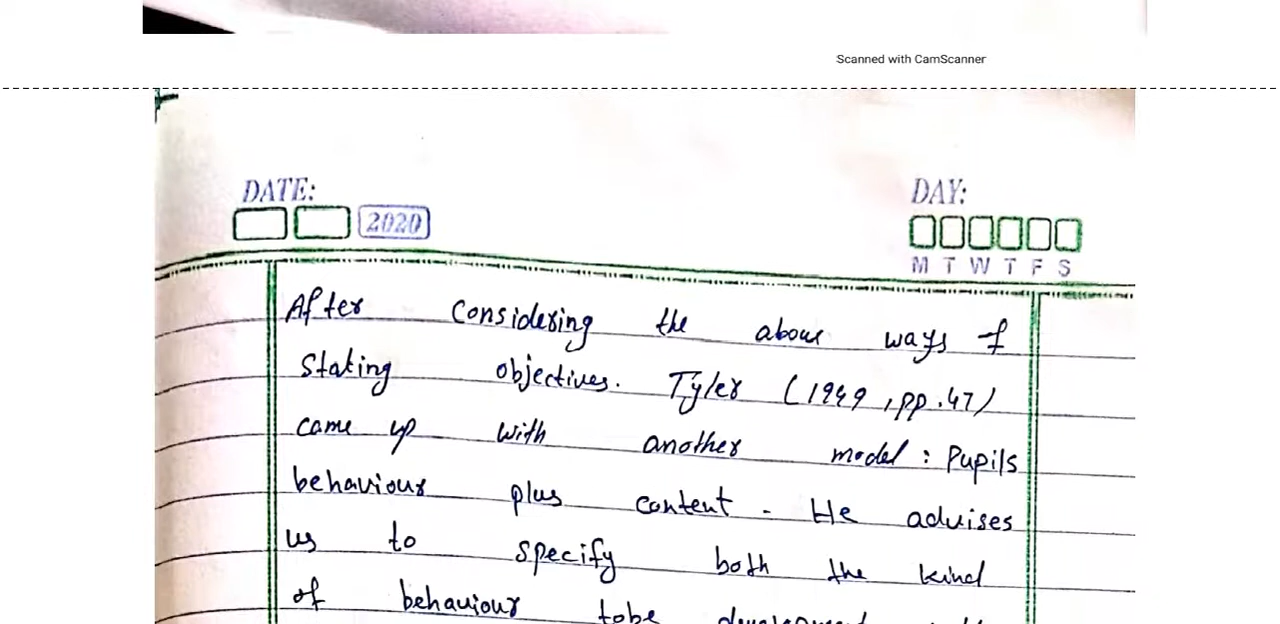 Scanned with CamScanner
DATE:
DAY:
2020
M T W T F S
After considering the above ways of
stating objectives. Tyler (1949, pp.47)
came up with another model: Pupils
behaviour plus content. He advises
us to specify both the kind
of behaviour tobe